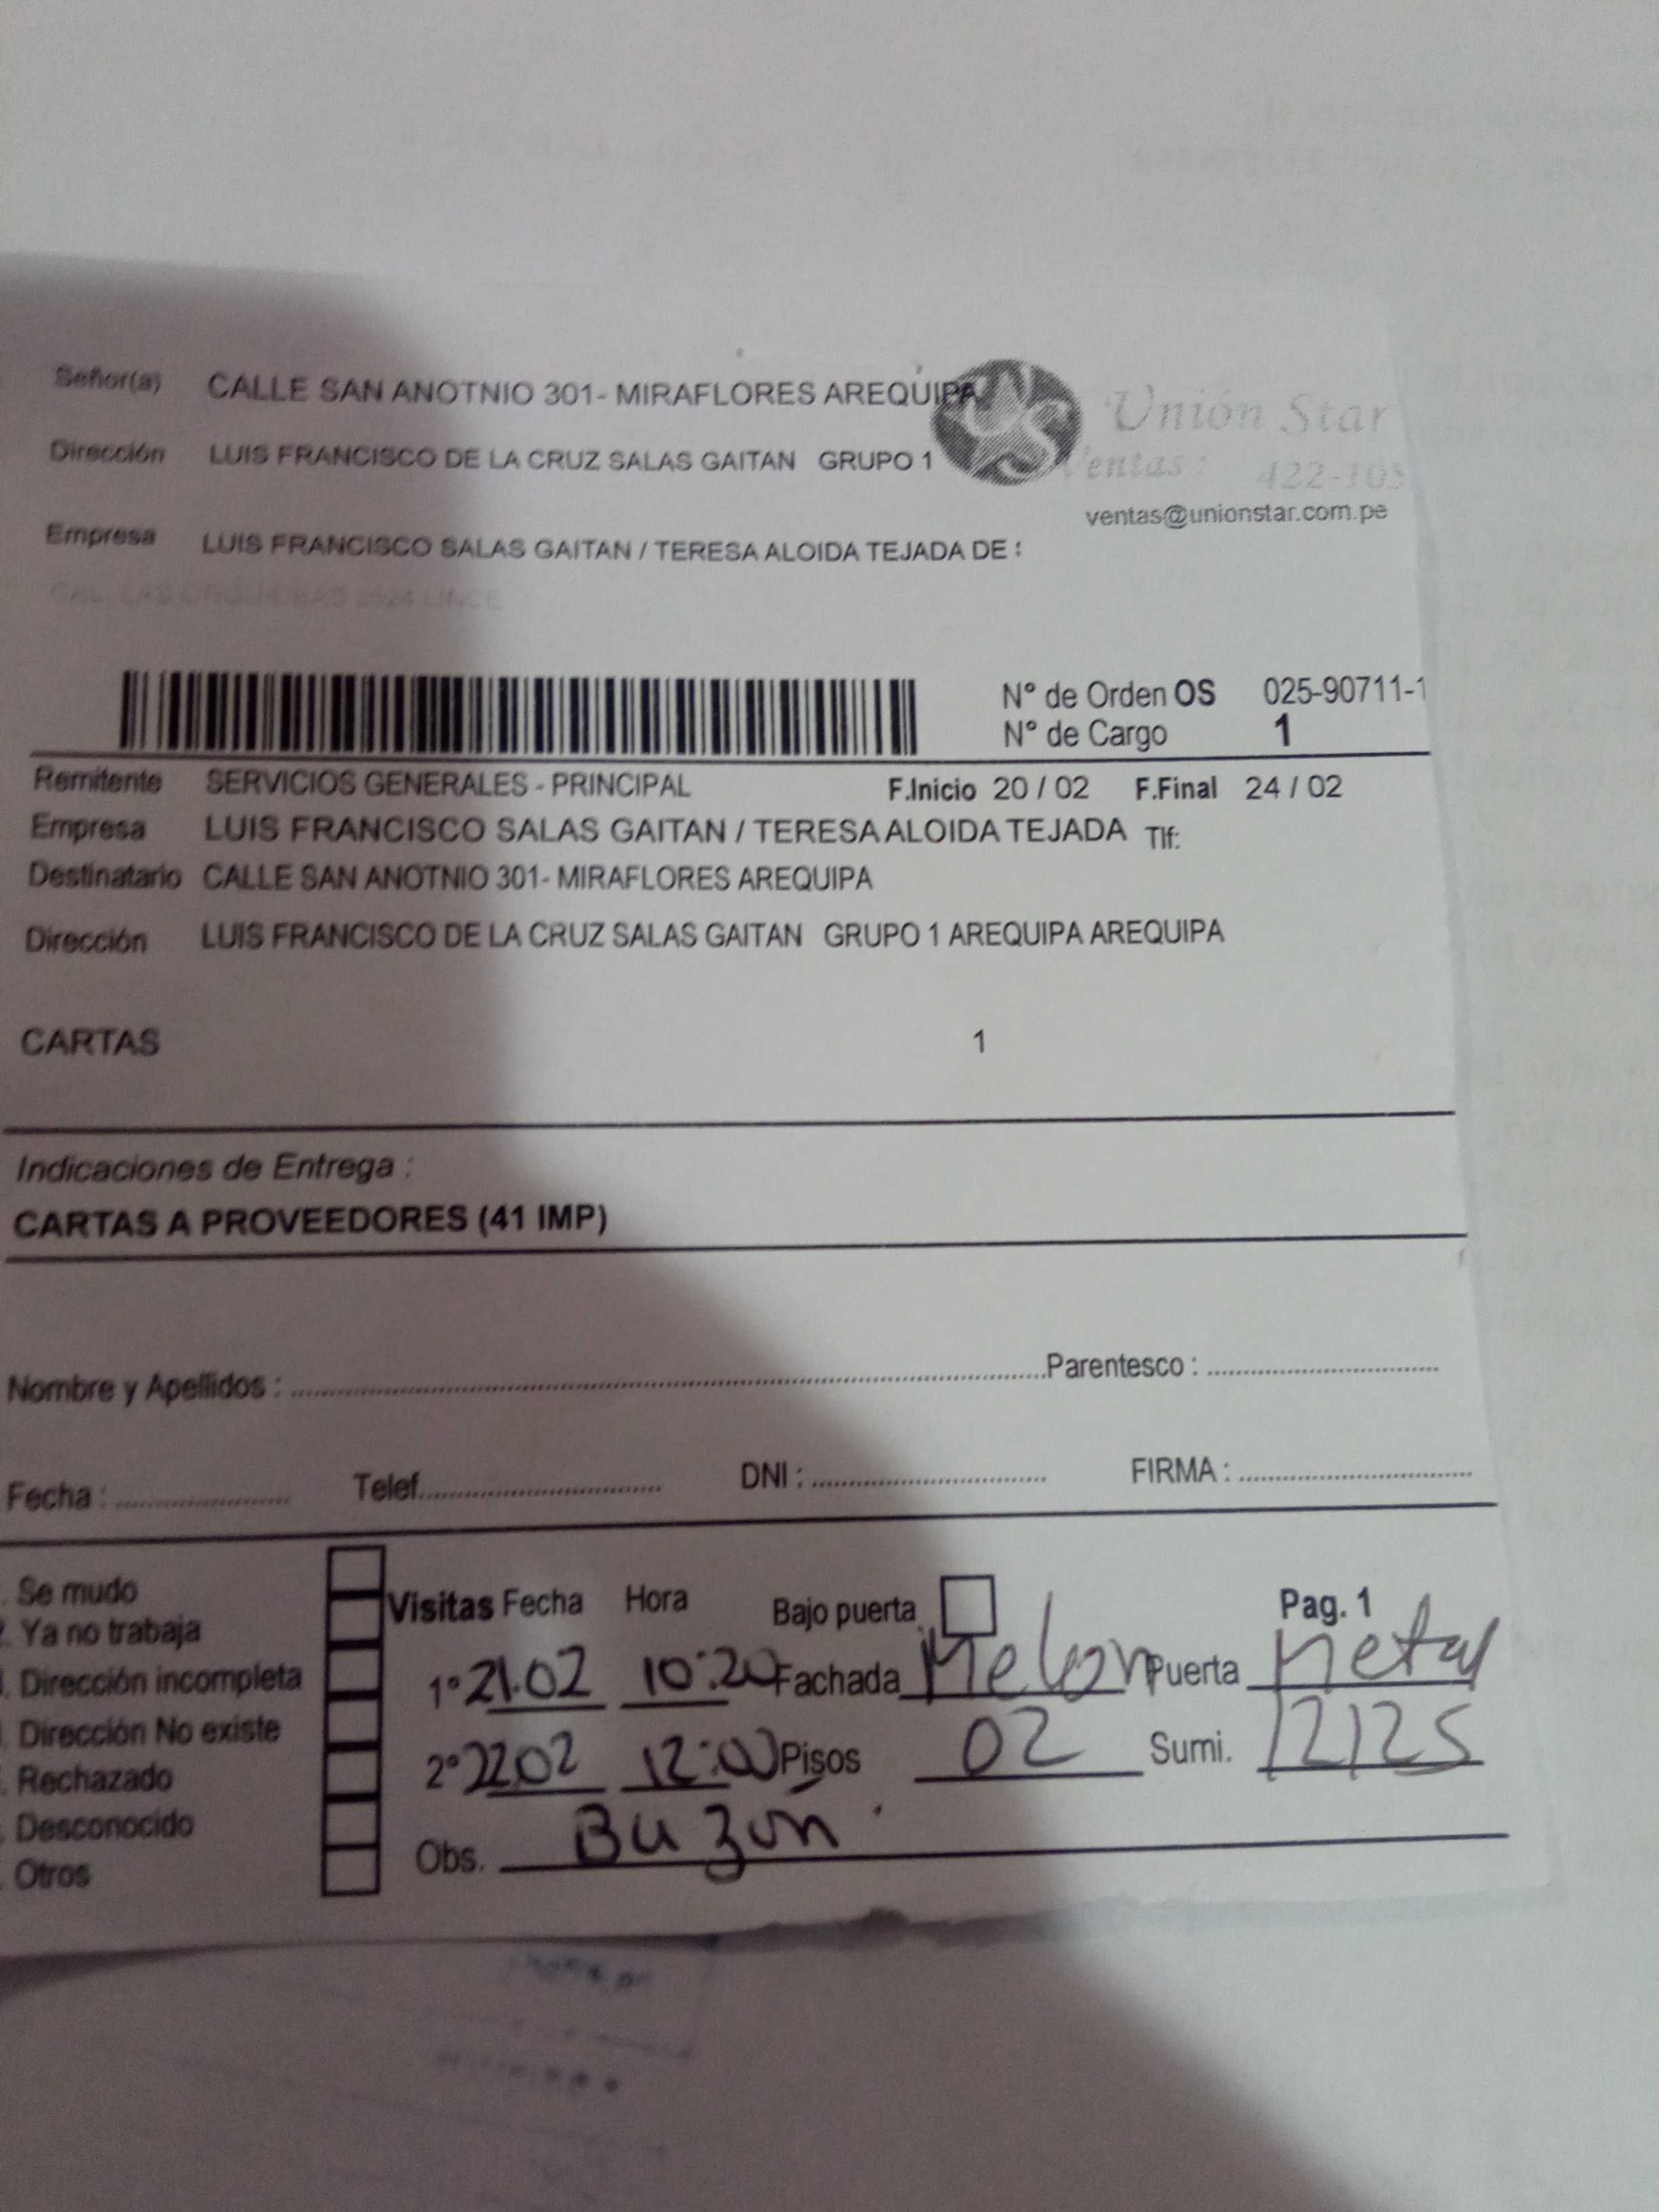 Señor(a) CALLE SAN ANOTNIO 301- MIRAFLORES AREQUIPA
Unión Star
Dirección LUIS FRANCISCO DE LA CRUZ SALAS GAITAN GRUPO 1
Ventas: 422-105
ventas@unionstar.com.pe
Empresa LUIS FRANCISCO SALAS GAITAN / TERESA ALOIDA TEJADA DE
Nº de Orden OS 025-90711-1
Nº de Cargo 1
Remitente SERVICIOS GENERALES - PRINCIPAL F.Inicio 20 / 02 F.Final 24 / 02
Empresa LUIS FRANCISCO SALAS GAITAN / TERESA ALOIDA TEJADA Tlf:
Destinatario CALLE SAN ANOTNIO 301- MIRAFLORES AREQUIPA
Dirección LUIS FRANCISCO DE LA CRUZ SALAS GAITAN GRUPO 1 AREQUIPA AREQUIPA
CARTAS 1
Indicaciones de Entrega :
CARTAS A PROVEEDORES (41 IMP)
Nombre y Apellidos : Parentesco :
Fecha : Telef. DNI : FIRMA :
Se mudo
Ya no trabaja
Dirección incompleta
Dirección No existe
Rechazado
Desconocido
Otros
Visitas Fecha Hora Bajo puerta Pag. 1
1º 21.02 10:20 Fachada Melon Puerta Metal
2º 22.02 12:00 Pisos 02 Sumi. 12125
Obs. Buzon